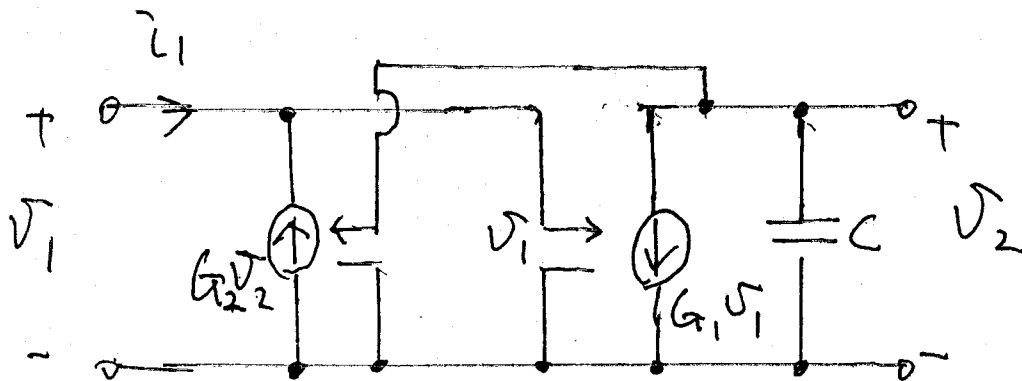 i₁
+
v₁
-
G₂v₂
v₁
G₁v₁
C
+
v₂
-